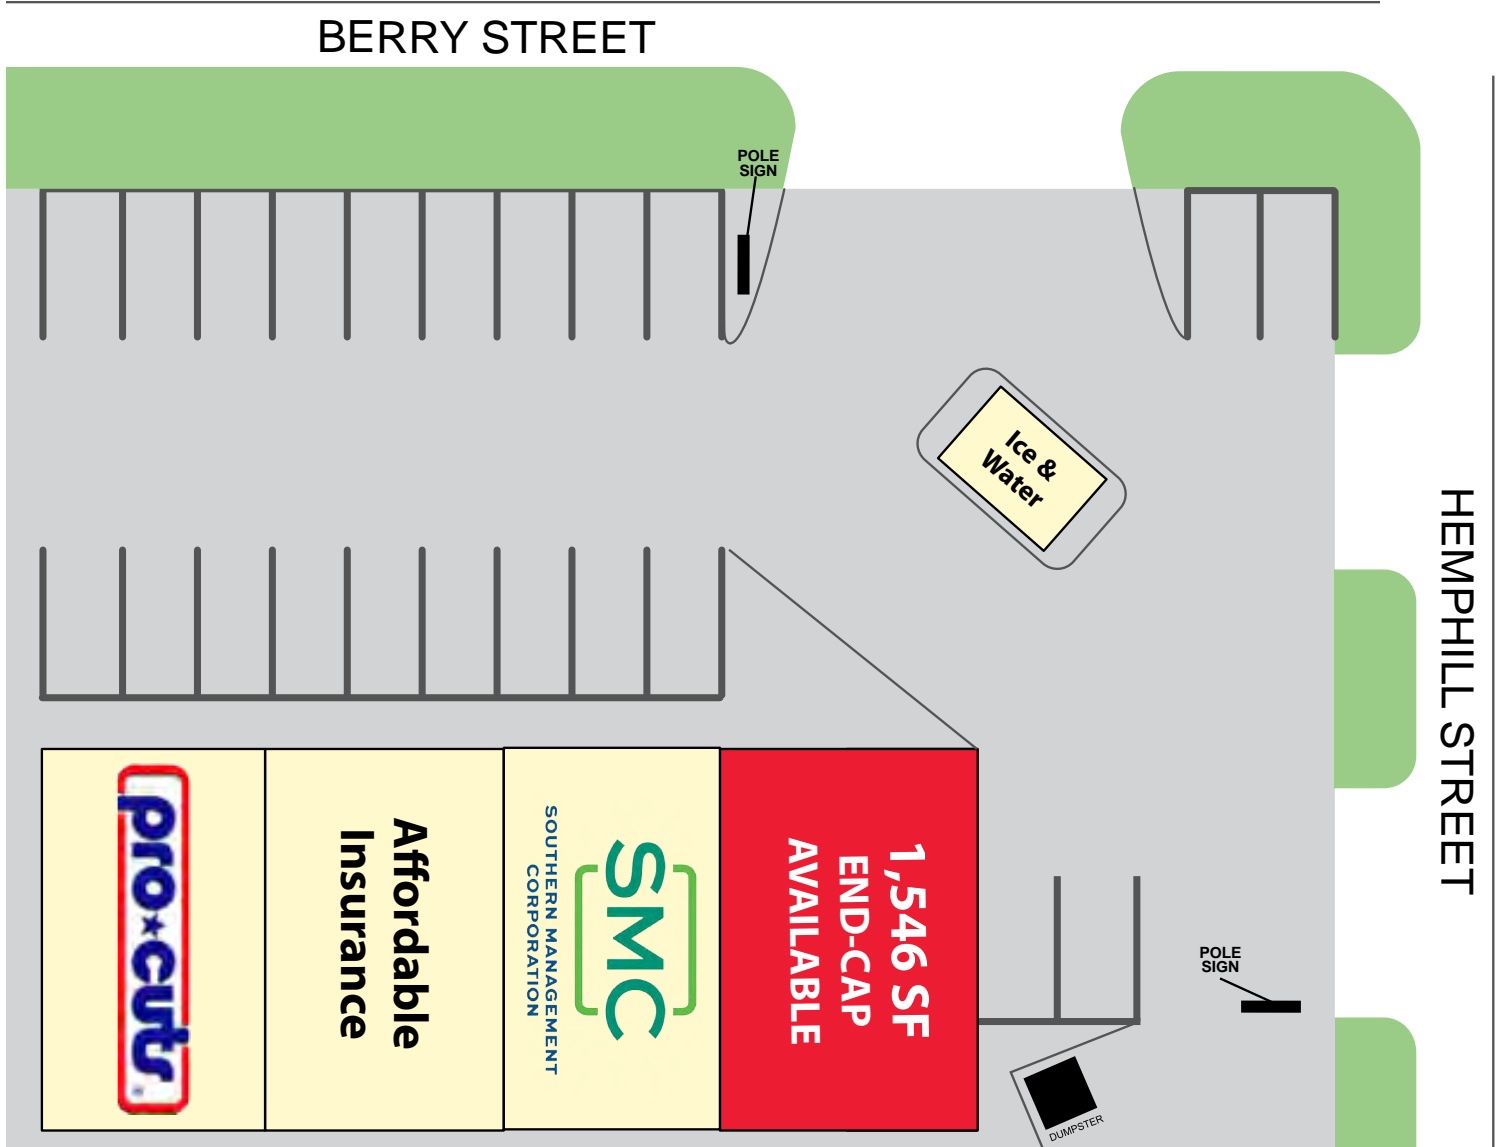 BERRY STREET
POLE
SIGN
Ice &
Water
HEMPHILL STREET
pro★cuts
®
Affordable
Insurance
SMC
SOUTHERN MANAGEMENT
CORPORATION
1,546 SF
END-CAP
AVAILABLE
POLE
SIGN
DUMPSTER